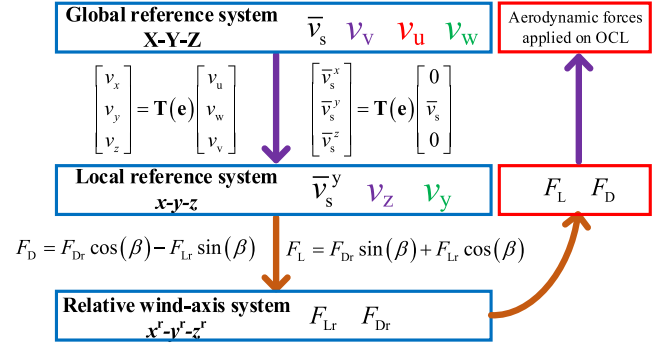 Global reference system
X-Y-Z
v̅s vv vu vw
Aerodynamic forces
applied on OCL
[vx vy vz] = T(e) [vu vw vv]
[v̅s^x v̅s^y v̅s^z] = T(e) [0 v̅s 0]
Local reference system
x-y-z
v̅s^y vz vy
FL FD
FD = FDr cos(β) − FLr sin(β)
FL = FDr sin(β) + FLr cos(β)
Relative wind-axis system
x^r-y^r-z^r
FLr FDr